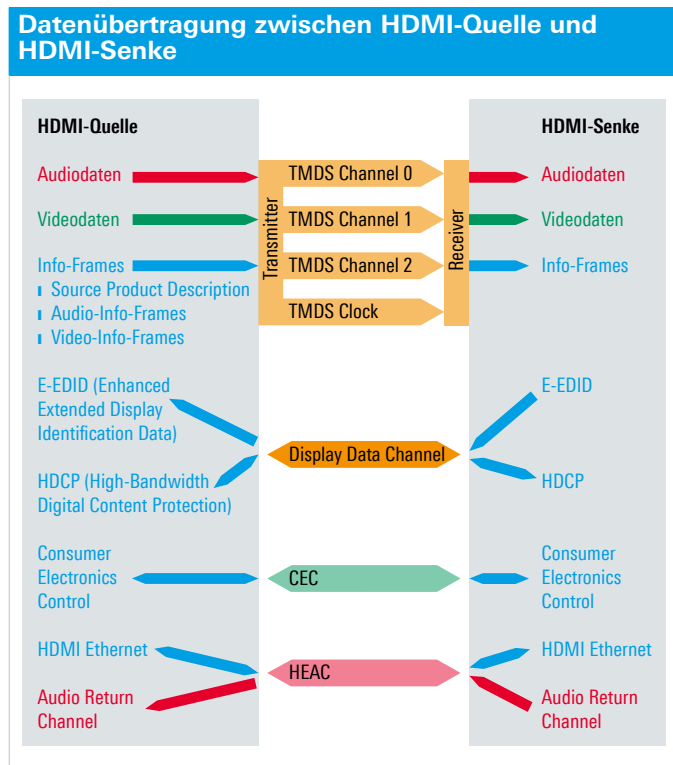 Datenübertragung zwischen HDMI-Quelle und
HDMI-Senke
HDMI-Quelle
HDMI-Senke
Audiodaten
Transmitter
TMDS Channel 0
Receiver
Audiodaten
Videodaten
TMDS Channel 1
Videodaten
Info-Frames
TMDS Channel 2
Info-Frames
Source Product Description
Audio-Info-Frames
TMDS Clock
Video-Info-Frames
E-EDID (Enhanced
Extended Display
Identification Data)
E-EDID
Display Data Channel
HDCP (High-Bandwidth
Digital Content Protection)
HDCP
Consumer
Electronics
Control
CEC
Consumer
Electronics
Control
HDMI Ethernet
HEAC
HDMI Ethernet
Audio Return
Channel
Audio Return
Channel